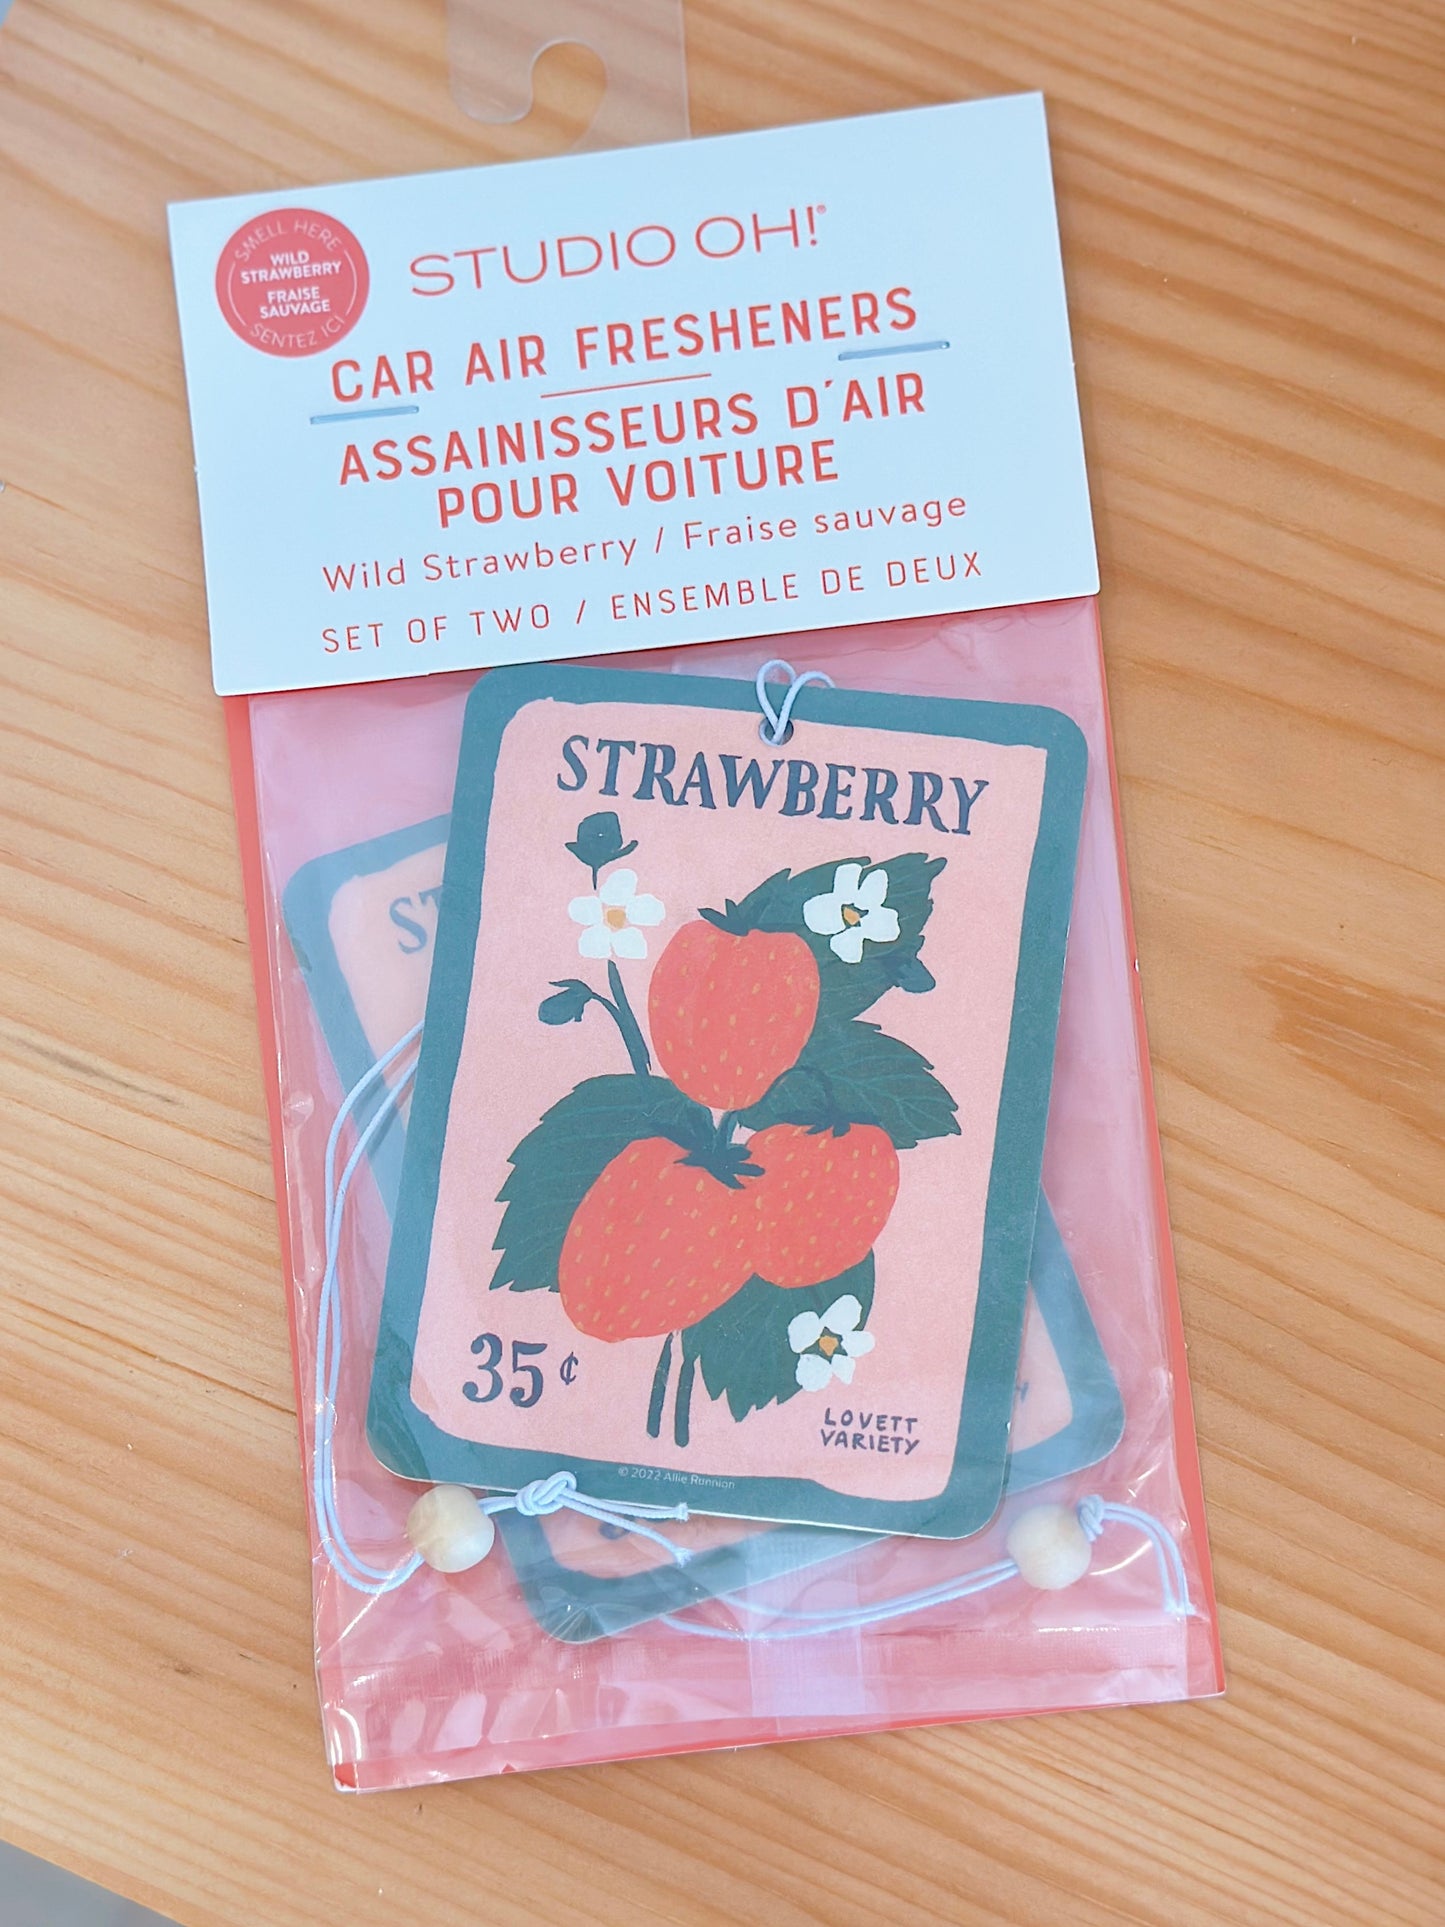 SMELL HERE
WILD
STRAWBERRY
FRAISE
SAUVAGE
SENTEZ ICI
STUDIO OH!®
CAR AIR FRESHENERS
ASSAINISSEURS D'AIR
POUR VOITURE
Wild Strawberry / Fraise sauvage
SET OF TWO / ENSEMBLE DE DEUX
STRAWBERRY
35¢
LOVETT
VARIETY
© 2022 Allie Runnion